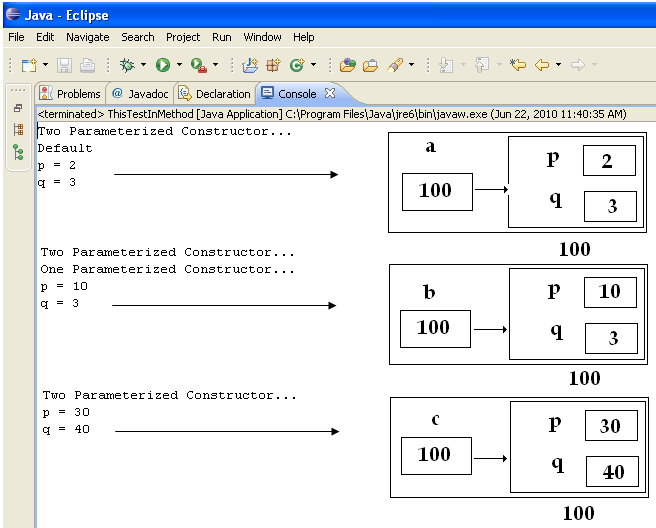 Java - Eclipse
File Edit Navigate Search Project Run Window Help
Problems @ Javadoc Declaration Console
<terminated> ThisTestInMethod [Java Application] C:\Program Files\Java\jre6\bin\javaw.exe (Jun 22, 2010 11:40:35 AM)
Two Parameterized Constructor...
Default
p = 2
q = 3
a
100
p 2
q 3
100
Two Parameterized Constructor...
One Parameterized Constructor...
p = 10
q = 3
b
100
p 10
q 3
100
Two Parameterized Constructor...
p = 30
q = 40
c
100
p 30
q 40
100